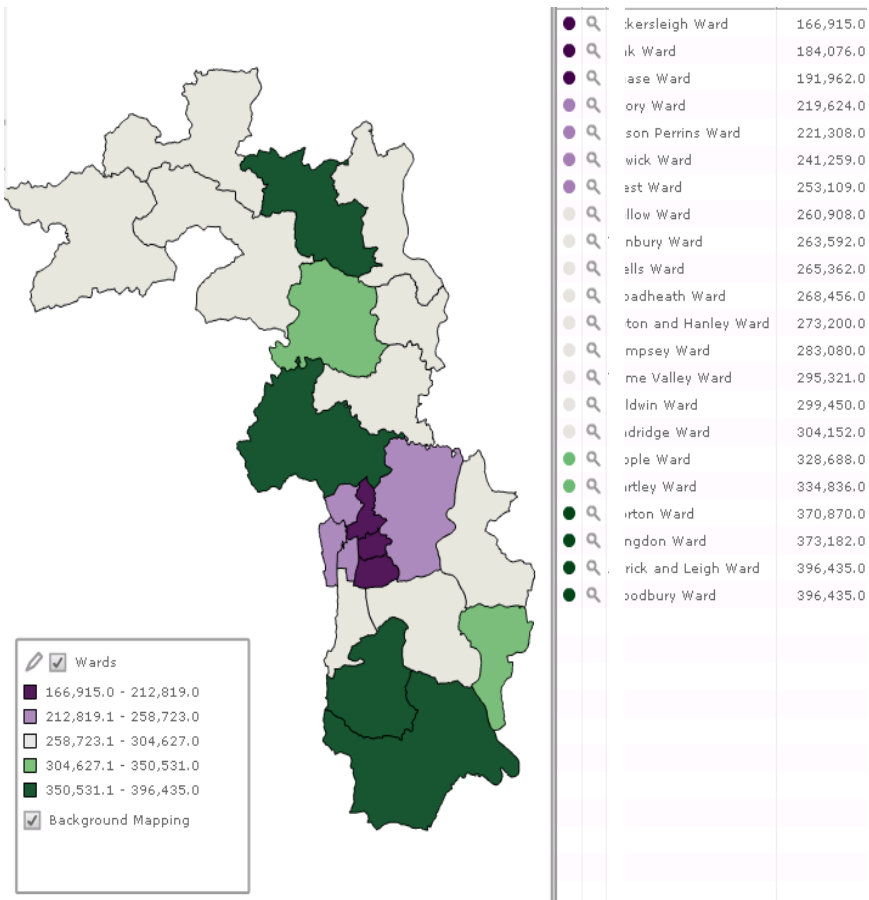 kersleigh Ward 166,915.0
k Ward 184,076.0
ase Ward 191,962.0
ory Ward 219,624.0
son Perrins Ward 221,308.0
wick Ward 241,259.0
est Ward 253,109.0
llow Ward 260,908.0
nbury Ward 263,592.0
ells Ward 265,362.0
oadheath Ward 268,456.0
ton and Hanley Ward 273,200.0
mpsey Ward 283,080.0
me Valley Ward 295,321.0
ldwin Ward 299,450.0
dridge Ward 304,152.0
ople Ward 328,688.0
rtley Ward 334,836.0
orton Ward 370,870.0
ngdon Ward 373,182.0
rick and Leigh Ward 396,435.0
oodbury Ward 396,435.0
Wards
166,915.0 - 212,819.0
212,819.1 - 258,723.0
258,723.1 - 304,627.0
304,627.1 - 350,531.0
350,531.1 - 396,435.0
Background Mapping